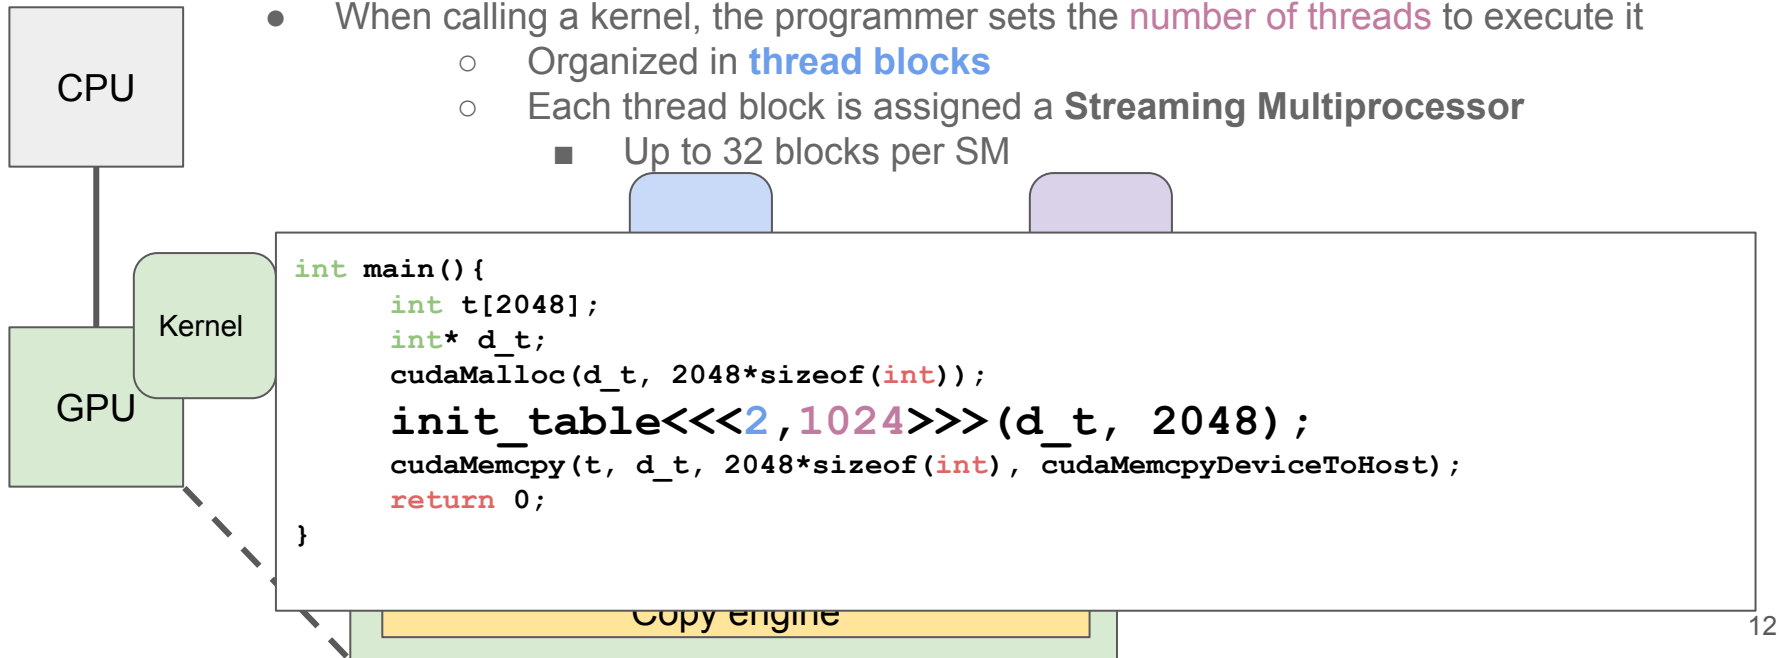 ● When calling a kernel, the programmer sets the number of threads to execute it
○ Organized in thread blocks
○ Each thread block is assigned a Streaming Multiprocessor
■ Up to 32 blocks per SM
CPU
Kernel
GPU
int main(){
int t[2048];
int* d_t;
cudaMalloc(d_t, 2048*sizeof(int));
init_table<<<2,1024>>>(d_t, 2048);
cudaMemcpy(t, d_t, 2048*sizeof(int), cudaMemcpyDeviceToHost);
return 0;
}
Copy engine
12